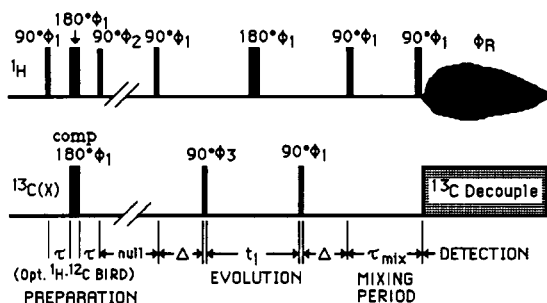 180°ϕ₁
90°ϕ₁ 90°ϕ₂ 90°ϕ₁ 180°ϕ₁ 90°ϕ₁ 90°ϕ₁ ϕR
¹H
comp
180°ϕ₁ 90°ϕ₃ 90°ϕ₁
¹³C(X) ¹³C Decouple
τ τ null Δ t₁ Δ τmix DETECTION
(Opt. ¹H-¹²C BIRD) EVOLUTION MIXING
PREPARATION PERIOD